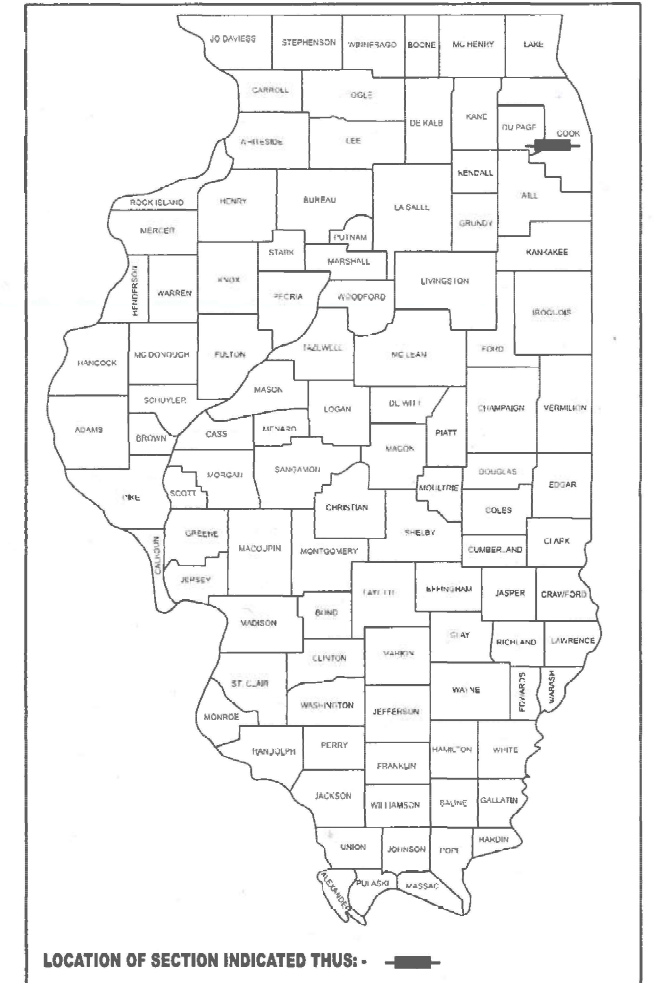 JO DAVIESS
STEPHENSON
WINNEBAGO
BOONE
MC HENRY
LAKE
CARROLL
OGLE
KANE
DE KALB
DU PAGE
COOK
WHITESIDE
LEE
KENDALL
WILL
ROCK ISLAND
HENRY
BUREAU
LA SALLE
GRUNDY
MERCER
PUTNAM
STARK
MARSHALL
KANKAKEE
HENDERSON
WARREN
KNOX
PEORIA
WOODFORD
LIVINGSTON
IROQUOIS
HANCOCK
MC DONOUGH
FULTON
TAZEWELL
MC LEAN
FORD
MASON
SCHUYLER
LOGAN
DE WITT
CHAMPAIGN
VERMILION
ADAMS
BROWN
CASS
MENARD
PIATT
MACON
MORGAN
SANGAMON
DOUGLAS
PIKE
SCOTT
CHRISTIAN
MOULTRIE
EDGAR
COLES
GREENE
MACOUPIN
MONTGOMERY
SHELBY
CUMBERLAND
CLARK
CALHOUN
JERSEY
FAYETTE
EFFINGHAM
JASPER
CRAWFORD
MADISON
BOND
CLAY
RICHLAND
LAWRENCE
CLINTON
MARION
ST. CLAIR
WAYNE
EDWARDS
WABASH
WASHINGTON
JEFFERSON
MONROE
RANDOLPH
PERRY
HAMILTON
WHITE
FRANKLIN
JACKSON
WILLIAMSON
SALINE
GALLATIN
UNION
JOHNSON
POPE
HARDIN
ALEXANDER
PULASKI
MASSAC
LOCATION OF SECTION INDICATED THUS: -